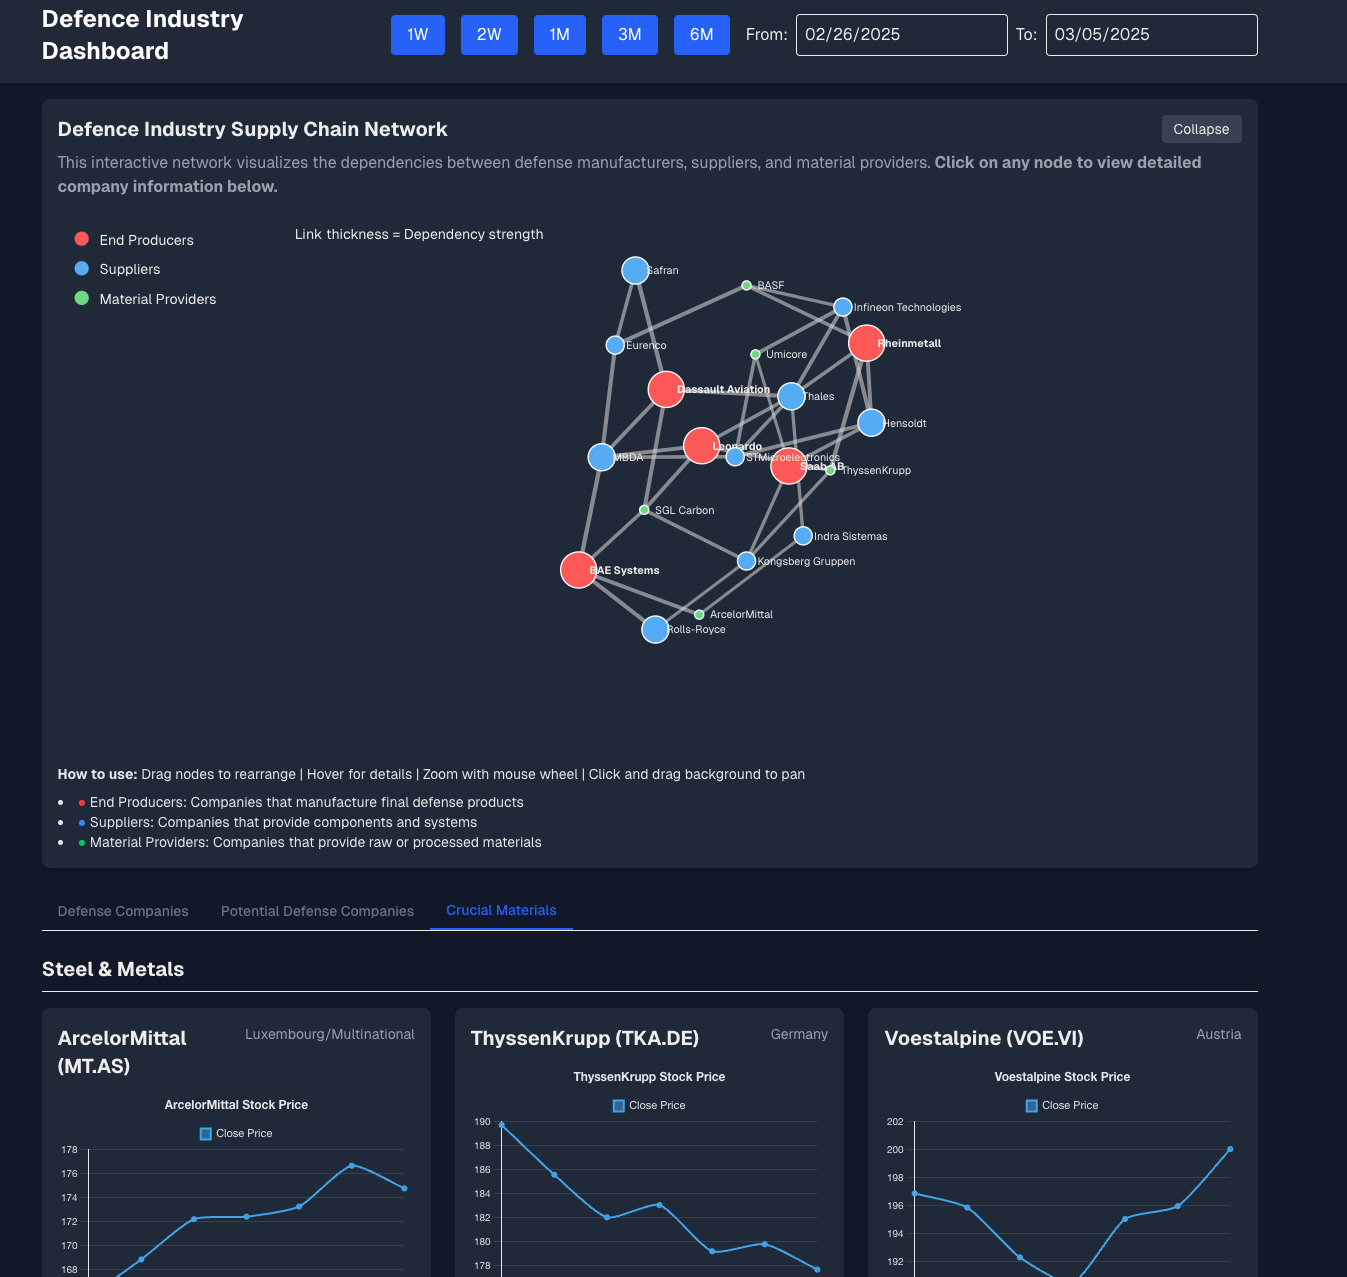 Defence Industry
Dashboard
1W 2W 1M 3M 6M From: 02/26/2025 To: 03/05/2025
Defence Industry Supply Chain Network
Collapse
This interactive network visualizes the dependencies between defense manufacturers, suppliers, and material providers. Click on any node to view detailed
company information below.
End Producers
Suppliers
Material Providers
Link thickness = Dependency strength
Safran
BASF
Infineon Technologies
Rheinmetall
Eurenco
Umicore
Dassault Aviation
Thales
Hensoldt
Leonardo
MBDA
STMicroelectronics
Saab AB
ThyssenKrupp
SGL Carbon
Indra Sistemas
Kongsberg Gruppen
BAE Systems
ArcelorMittal
Rolls-Royce
How to use: Drag nodes to rearrange | Hover for details | Zoom with mouse wheel | Click and drag background to pan
• End Producers: Companies that manufacture final defense products
• Suppliers: Companies that provide components and systems
• Material Providers: Companies that provide raw or processed materials
Defense Companies Potential Defense Companies Crucial Materials
Steel & Metals
ArcelorMittal
(MT.AS)
Luxembourg/Multinational
ArcelorMittal Stock Price
Close Price
178
176
174
172
170
168
ThyssenKrupp (TKA.DE)
Germany
ThyssenKrupp Stock Price
Close Price
190
188
186
184
182
180
178
Voestalpine (VOE.VI)
Austria
Voestalpine Stock Price
Close Price
202
200
198
196
194
192